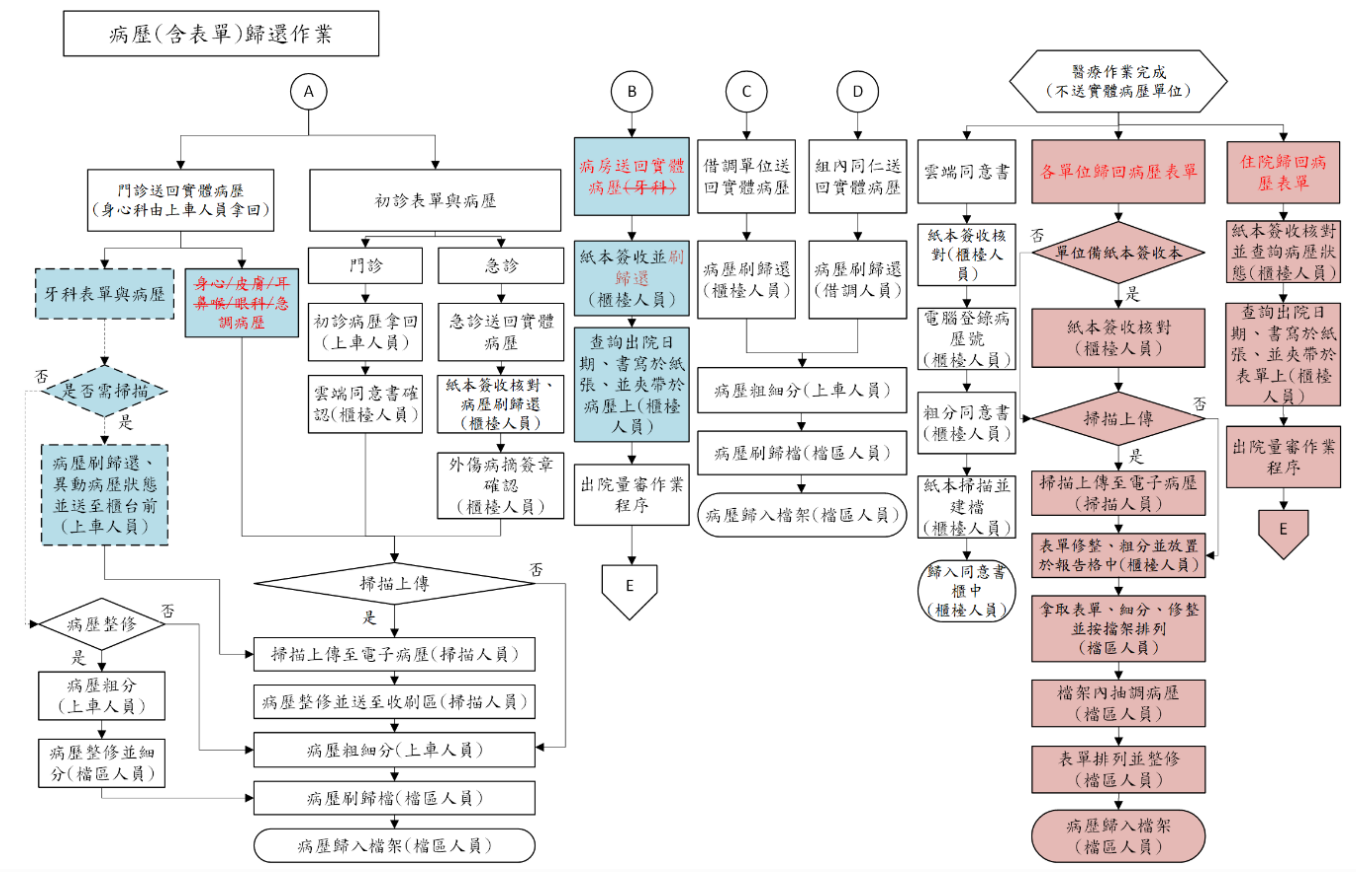 病歷(含表單)歸還作業
A
門診送回實體病歷
(身心科由上車人員拿回)
初診表單與病歷
牙科表單與病歷
身心/皮膚/耳
鼻喉/眼科/急
調病歷
門診
急診
初診病歷拿回
(上車人員)
急診送回實體
病歷
是否需掃描
否
是
雲端同意書確
認(櫃檯人員)
紙本簽收核對、
病歷刷歸還
(櫃檯人員)
病歷刷歸還、
異動病歷狀態
並送至櫃台前
(上車人員)
外傷病摘簽章
確認
(櫃檯人員)
掃描上傳
否
是
病歷整修
否
是
掃描上傳至電子病歷(掃描人員)
病歷粗分
(上車人員)
病歷整修並送至收刷區(掃描人員)
病歷整修並細
分(檔區人員)
病歷粗細分(上車人員)
病歷刷歸檔(檔區人員)
病歷歸入檔架(檔區人員)
B
病房送回實體
病歷(牙科)
紙本簽收並刷
歸還
(櫃檯人員)
查詢出院日
期、書寫於紙
張、並夾帶於
病歷上(櫃檯
人員)
出院量審作業
程序
E
C
D
借調單位送
回實體病歷
組內同仁送
回實體病歷
病歷刷歸還
(櫃檯人員)
病歷刷歸還
(借調人員)
病歷粗細分(上車人員)
病歷刷歸檔(檔區人員)
病歷歸入檔架(檔區人員)
醫療作業完成
(不送實體病歷單位)
雲端同意書
紙本簽收核
對(櫃檯人
員)
電腦登錄病
歷號
(櫃檯人員)
粗分同意書
(櫃檯人員)
紙本掃描並
建檔
(櫃檯人員)
歸入同意書
櫃中
(櫃檯人員)
各單位歸回病歷表單
單位備紙本簽收本
否
是
紙本簽收核對
(櫃檯人員)
掃描上傳
否
是
掃描上傳至電子病歷
(掃描人員)
表單修整、粗分並放置
於報告格中(櫃檯人員)
拿取表單、細分、修整
並按檔架排列
(檔區人員)
檔架內抽調病歷
(檔區人員)
表單排列並整修
(檔區人員)
病歷歸入檔架
(檔區人員)
住院歸回病
歷表單
紙本簽收核對
並查詢病歷狀
態(櫃檯人員)
查詢出院日
期、書寫於紙
張、並夾帶於
表單上(櫃檯
人員)
出院量審作業
程序
E